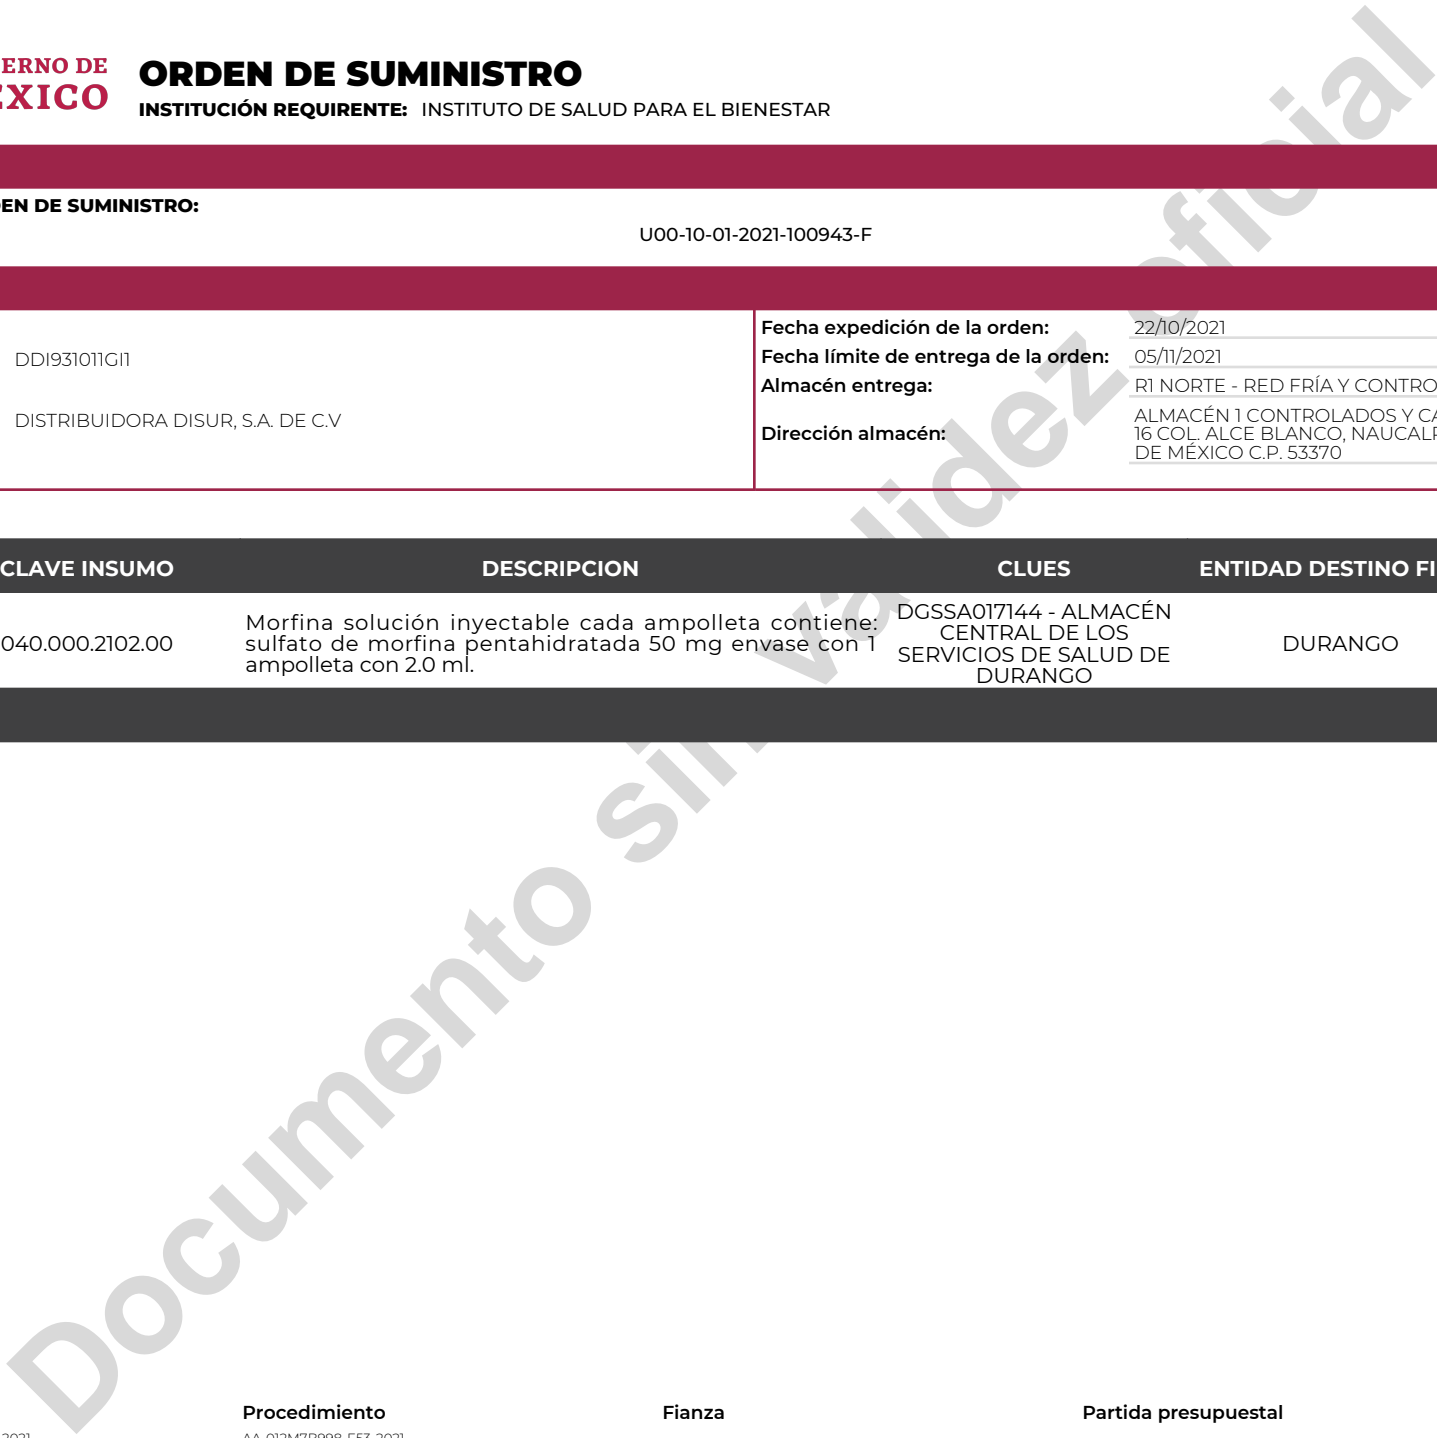 ERNO DE
ÉXICO
ORDEN DE SUMINISTRO
INSTITUCIÓN REQUIRENTE: INSTITUTO DE SALUD PARA EL BIENESTAR
EN DE SUMINISTRO:
U00-10-01-2021-100943-F
DDI931011GI1
DISTRIBUIDORA DISUR, S.A. DE C.V
Fecha expedición de la orden: 22/10/2021
Fecha límite de entrega de la orden: 05/11/2021
Almacén entrega: R1 NORTE - RED FRÍA Y CONTRO
Dirección almacén: ALMACÉN 1 CONTROLADOS Y CA
16 COL. ALCE BLANCO, NAUCALP
DE MÉXICO C.P. 53370
CLAVE INSUMO DESCRIPCION CLUES ENTIDAD DESTINO FI
040.000.2102.00
Morfina solución inyectable cada ampolleta contiene:
sulfato de morfina pentahidratada 50 mg envase con 1
ampolleta con 2.0 ml.
DGSSA017144 - ALMACÉN
CENTRAL DE LOS
SERVICIOS DE SALUD DE
DURANGO
DURANGO
Documento sin validez oficial
Procedimiento Fianza Partida presupuestal